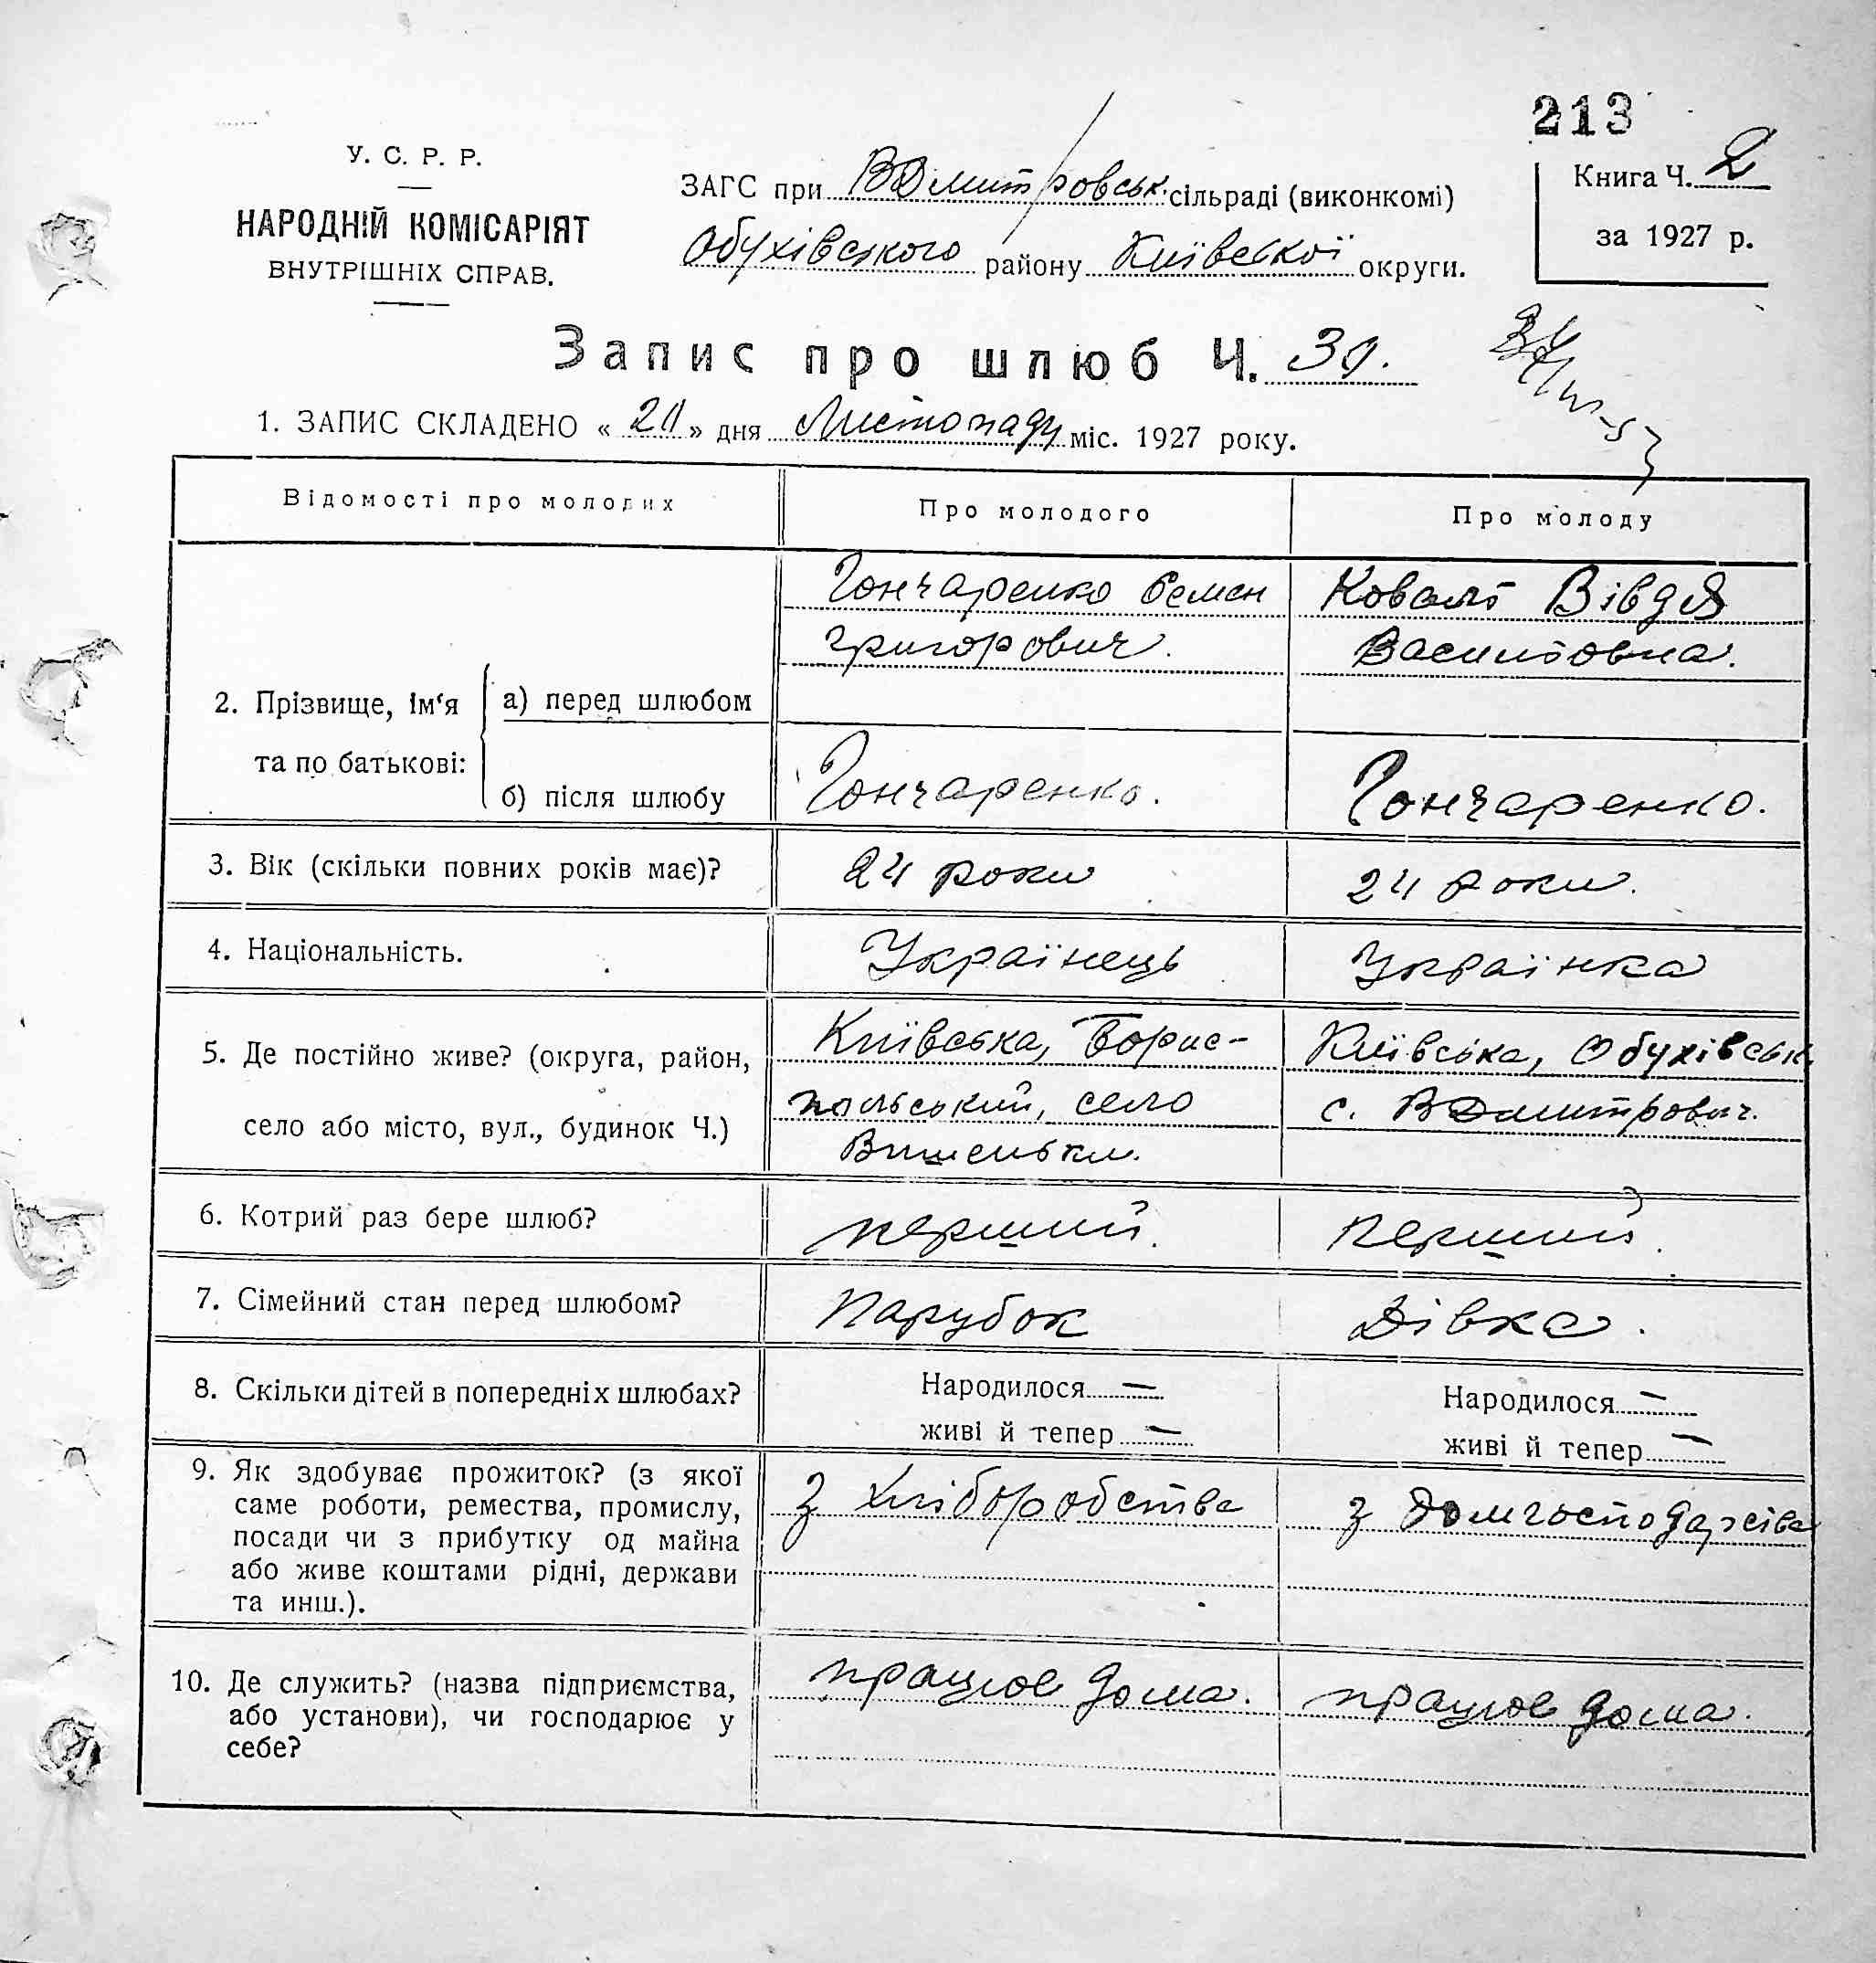 213
У. С. Р. Р.
НАРОДНІЙ КОМІСАРІЯТ
ВНУТРІШНІХ СПРАВ.
ЗАГС при ВДмитровськ. сільраді (виконкомі)
Обухівського району Київської округи.
Книга Ч. 2
за 1927 р.
Запис про шлюб Ч. 39.
1. ЗАПИС СКЛАДЕНО « » дня Листопаду міс. 1927 року.
Відомості про молодих Про молодого Про молоду
2. Прізвище, ім‘я та по батькові:
а) перед шлюбом
Гончаренко Семен
Григорович.
Коваль Вівдя
Васильовна.
б) після шлюбу Гончаренко. Гончаренко.
3. Вік (скільки повних років має)? 24 роки 24 роки.
4. Національність. Українець Українка
5. Де постійно живе? (округа, район,
село або місто, вул., будинок Ч.)
Київська, Борис-
польський, село
Вишеньки.
Київська, Обухівськ
с. ВДмитрович.
6. Котрий раз бере шлюб? перший. перший.
7. Сімейний стан перед шлюбом? Парубок Дівка.
8. Скільки дітей в попередніх шлюбах?
Народилося —
живі й тепер —
Народилося —
живі й тепер —
9. Як здобуває прожиток? (з якої
саме роботи, ремества, промислу,
посади чи з прибутку од майна
або живе коштами рідні, держави
та инш.).
З хліборобства
З домгосподарсва
10. Де служить? (назва підприємства,
або установи), чи господарює у
себе?
працює дома.
працює дома.